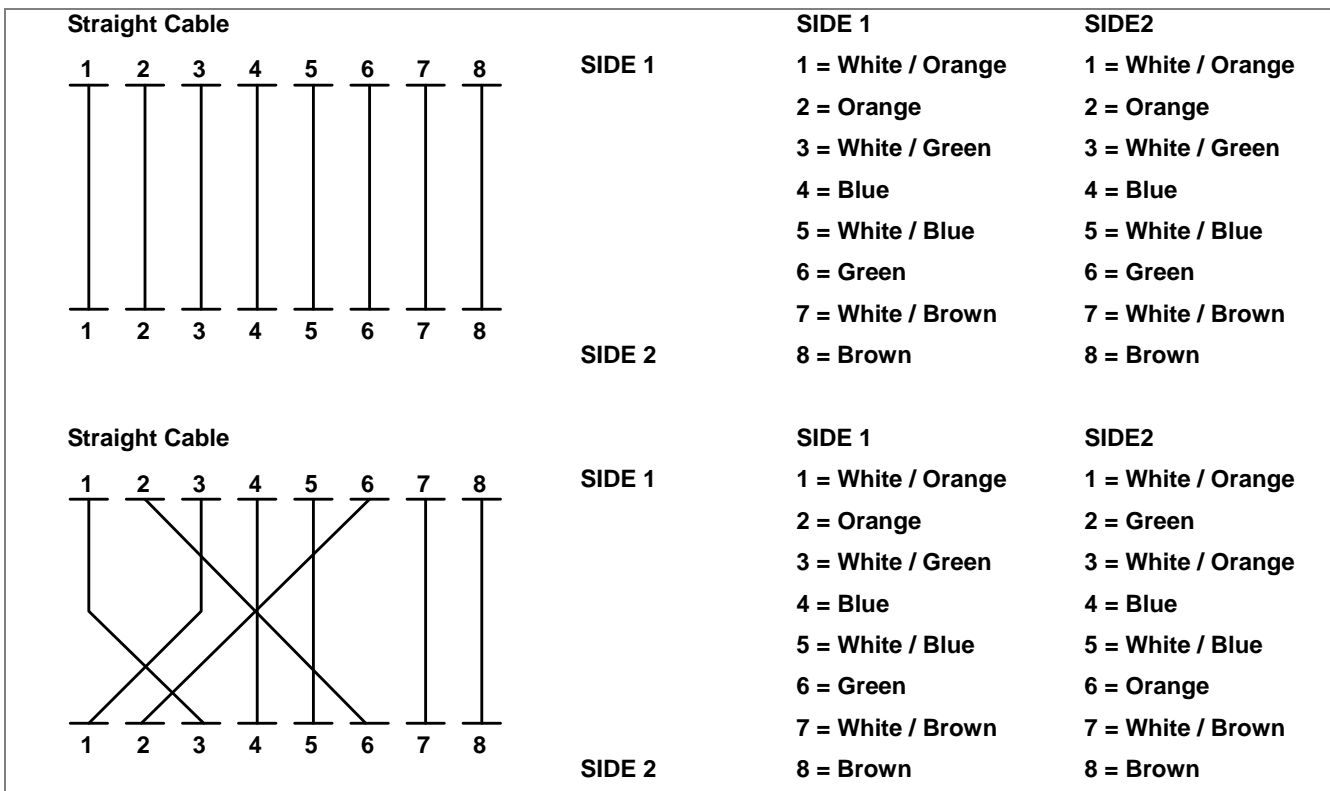 Straight Cable SIDE 1 SIDE2
1 2 3 4 5 6 7 8 SIDE 1 1 = White / Orange 1 = White / Orange
2 = Orange 2 = Orange
3 = White / Green 3 = White / Green
4 = Blue 4 = Blue
5 = White / Blue 5 = White / Blue
6 = Green 6 = Green
7 = White / Brown 7 = White / Brown
1 2 3 4 5 6 7 8
SIDE 2 8 = Brown 8 = Brown
Straight Cable SIDE 1 SIDE2
1 2 3 4 5 6 7 8 SIDE 1 1 = White / Orange 1 = White / Orange
2 = Orange 2 = Green
3 = White / Green 3 = White / Orange
4 = Blue 4 = Blue
5 = White / Blue 5 = White / Blue
6 = Green 6 = Orange
7 = White / Brown 7 = White / Brown
1 2 3 4 5 6 7 8
SIDE 2 8 = Brown 8 = Brown